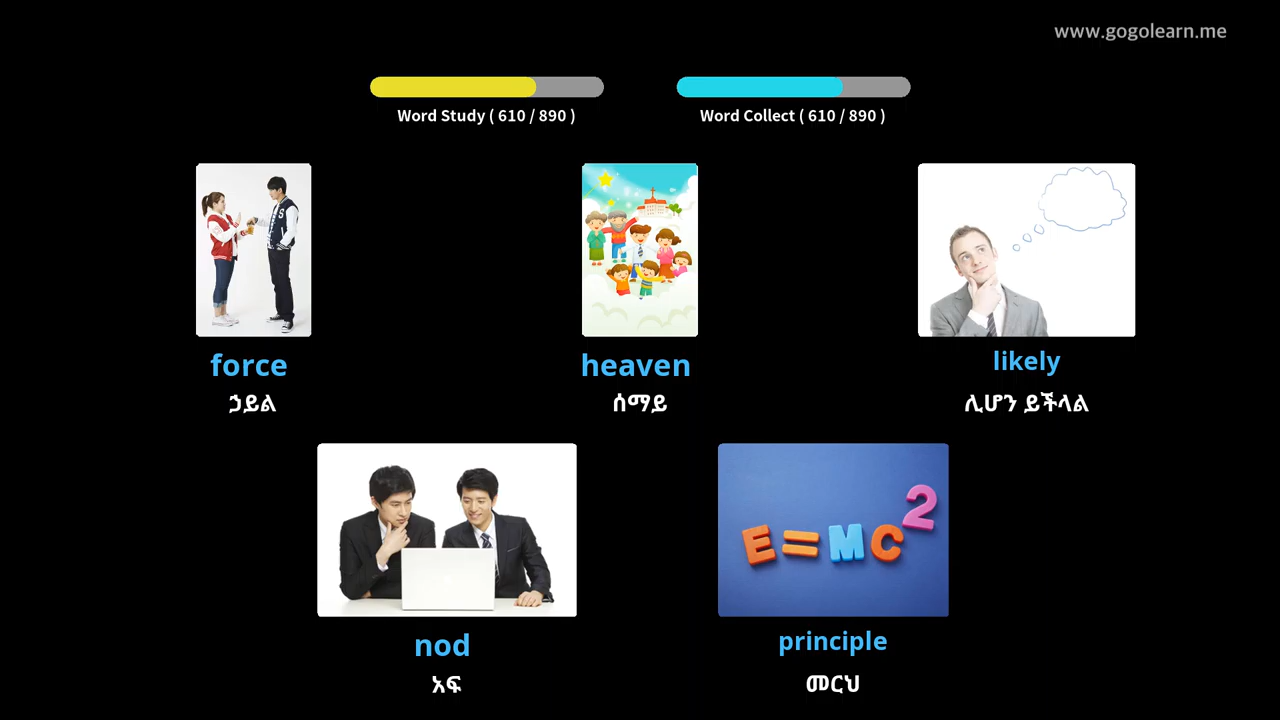 www.gogolearn.me
Word Study ( 610 / 890 )
Word Collect ( 610 / 890 )
force
ኃይል
heaven
ሰማይ
likely
ሊሆን ይችላል
S
E=MC2
nod
አፍ
principle
መርህ